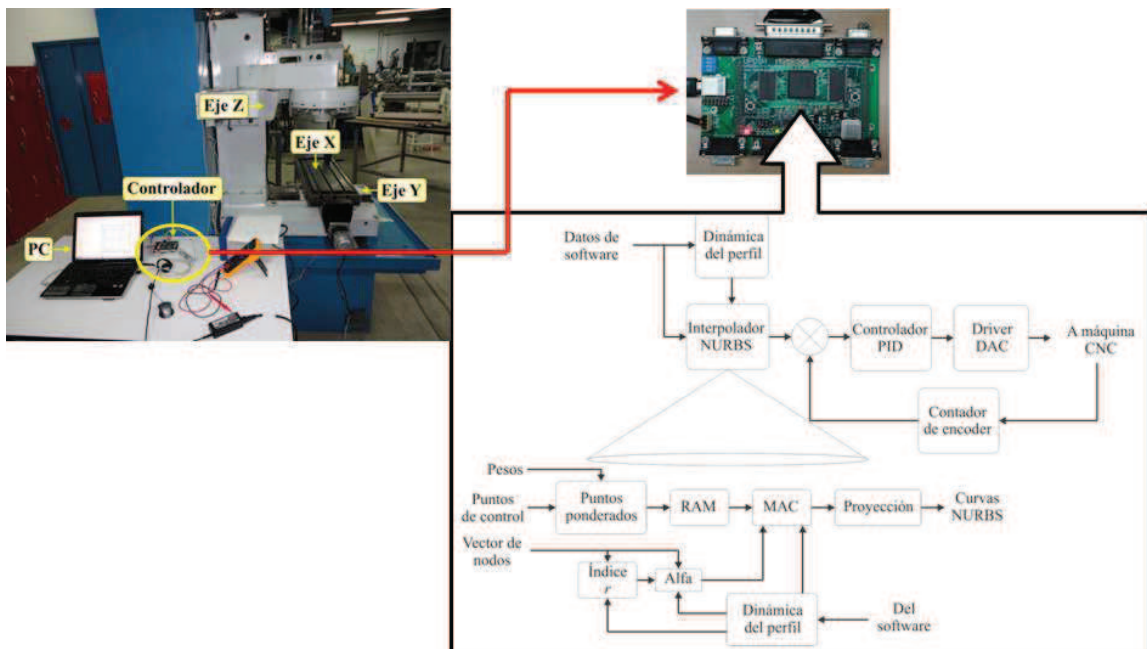 Eje Z
Eje X
Eje Y
Controlador
PC
Datos de
software
Dinámica
del perfil
Interpolador
NURBS
Controlador
PID
Driver
DAC
A máquina
CNC
Contador
de encoder
Pesos
Puntos
de control
Puntos
ponderados
RAM
MAC
Proyección
Curvas
NURBS
Vector de
nodos
Índice
r
Alfa
Dinámica
del perfil
Del
software